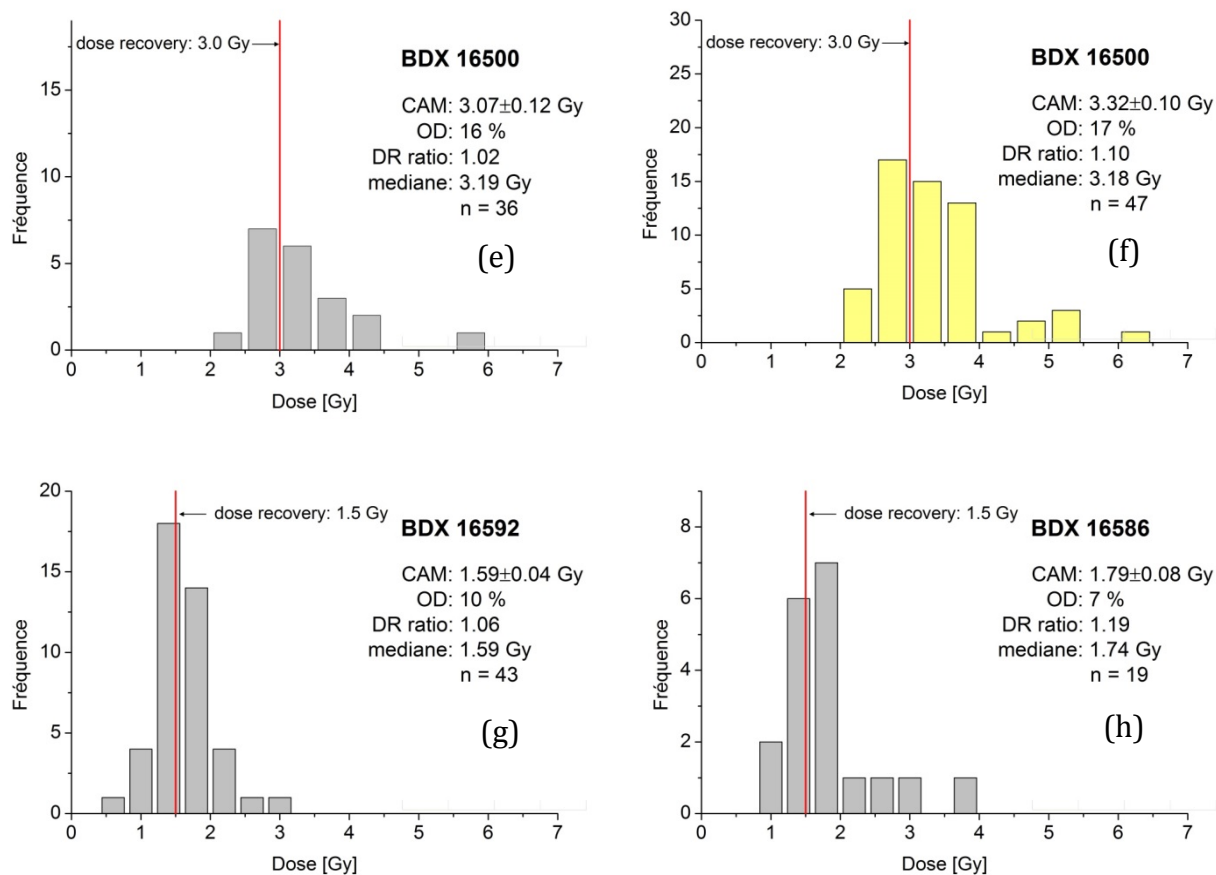 dose recovery: 3.0 Gy
BDX 16500
CAM: 3.07±0.12 Gy
OD: 16 %
DR ratio: 1.02
mediane: 3.19 Gy
n = 36
(e)
Fréquence
15
10
5
0
0 1 2 3 4 5 6 7
Dose [Gy]
dose recovery: 3.0 Gy
BDX 16500
CAM: 3.32±0.10 Gy
OD: 17 %
DR ratio: 1.10
mediane: 3.18 Gy
n = 47
(f)
Fréquence
30
25
20
15
10
5
0
0 1 2 3 4 5 6 7
Dose [Gy]
dose recovery: 1.5 Gy
BDX 16592
CAM: 1.59±0.04 Gy
OD: 10 %
DR ratio: 1.06
mediane: 1.59 Gy
n = 43
(g)
Fréquence
20
15
10
5
0
0 1 2 3 4 5 6 7
Dose [Gy]
dose recovery: 1.5 Gy
BDX 16586
CAM: 1.79±0.08 Gy
OD: 7 %
DR ratio: 1.19
mediane: 1.74 Gy
n = 19
(h)
Fréquence
8
6
4
2
0
0 1 2 3 4 5 6 7
Dose [Gy]